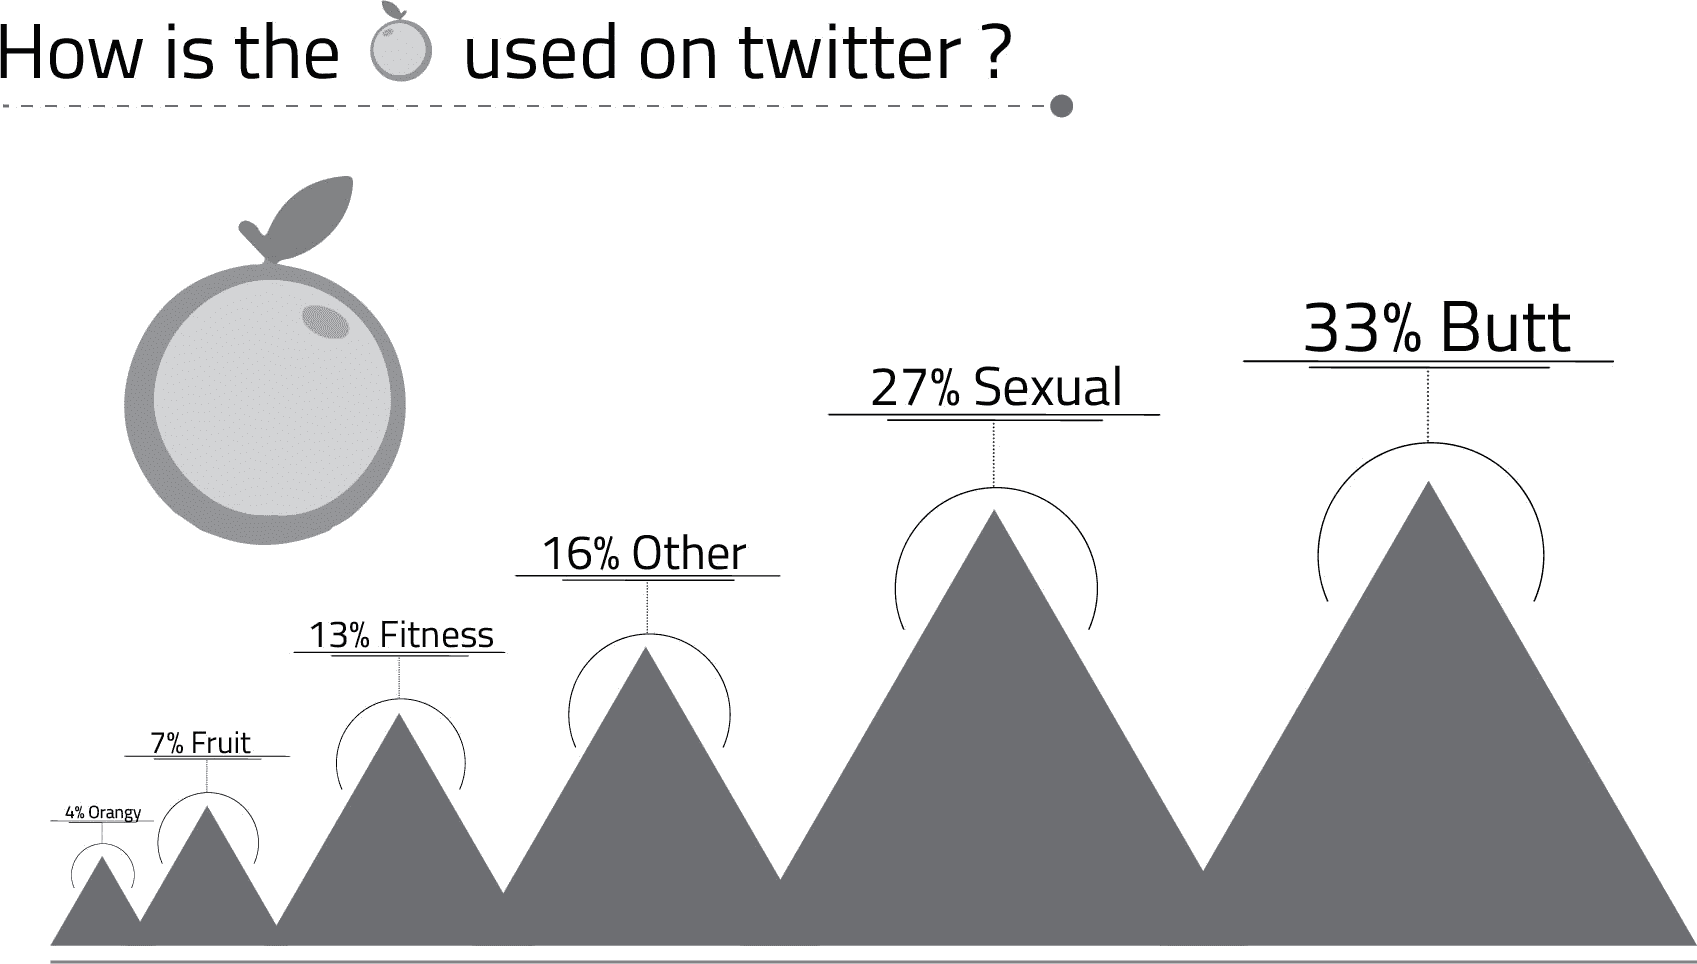 How is the used on twitter ?
33% Butt
27% Sexual
16% Other
13% Fitness
7% Fruit
4% Orangy